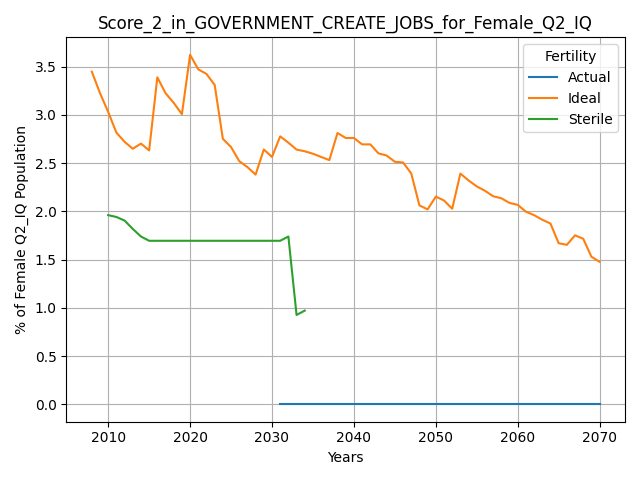 Score_2_in_GOVERNMENT_CREATE_JOBS_for_Female_Q2_IQ
Fertility
Actual
Ideal
Sterile
% of Female Q2_IQ Population
3.5
3.0
2.5
2.0
1.5
1.0
0.5
0.0
2010 2020 2030 2040 2050 2060 2070
Years